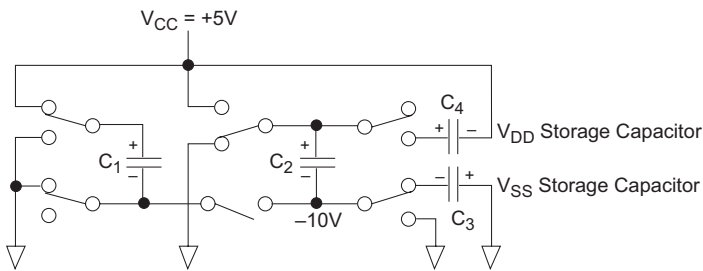 VCC = +5V
C4
+ –
VDD Storage Capacitor
+
C1
–
+
C2
–
– +
VSS Storage Capacitor
–10V
C3